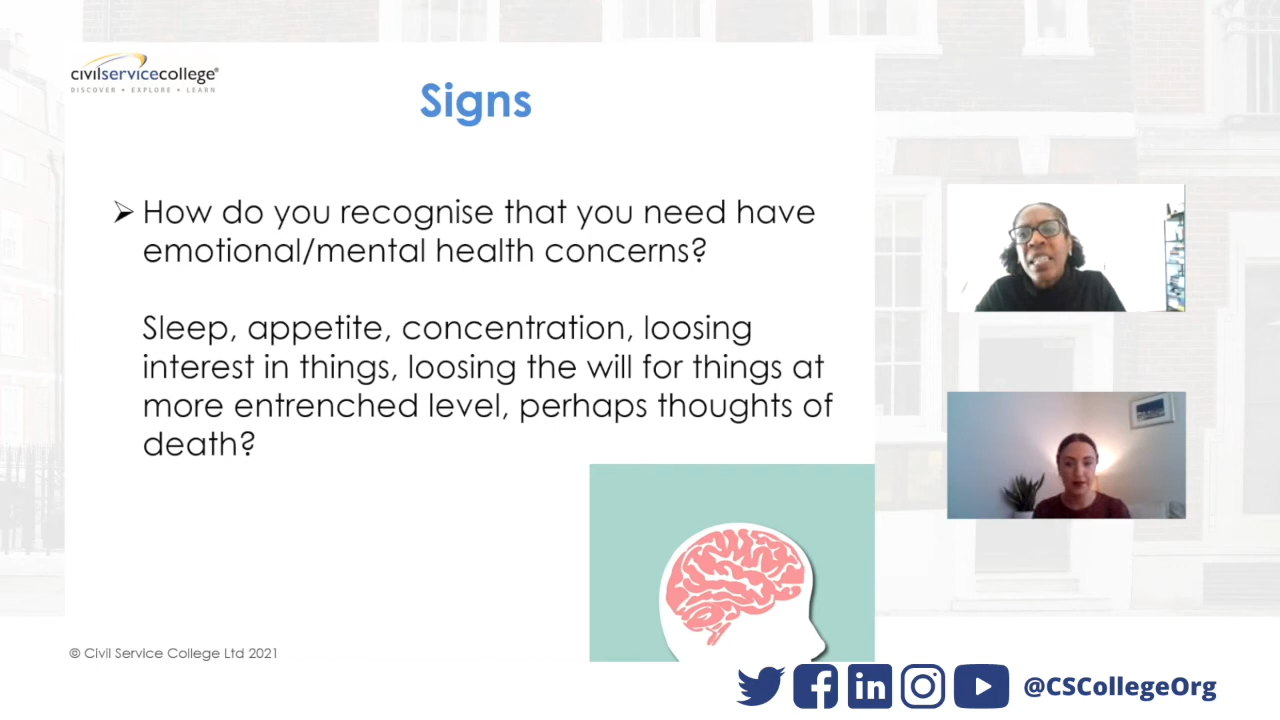 civilservicecollege®
DISCOVER • EXPLORE • LEARN
Signs
➢ How do you recognise that you need have
emotional/mental health concerns?
Sleep, appetite, concentration, loosing
interest in things, loosing the will for things at
more entrenched level, perhaps thoughts of
death?
© Civil Service College Ltd 2021
@CSCollegeOrg